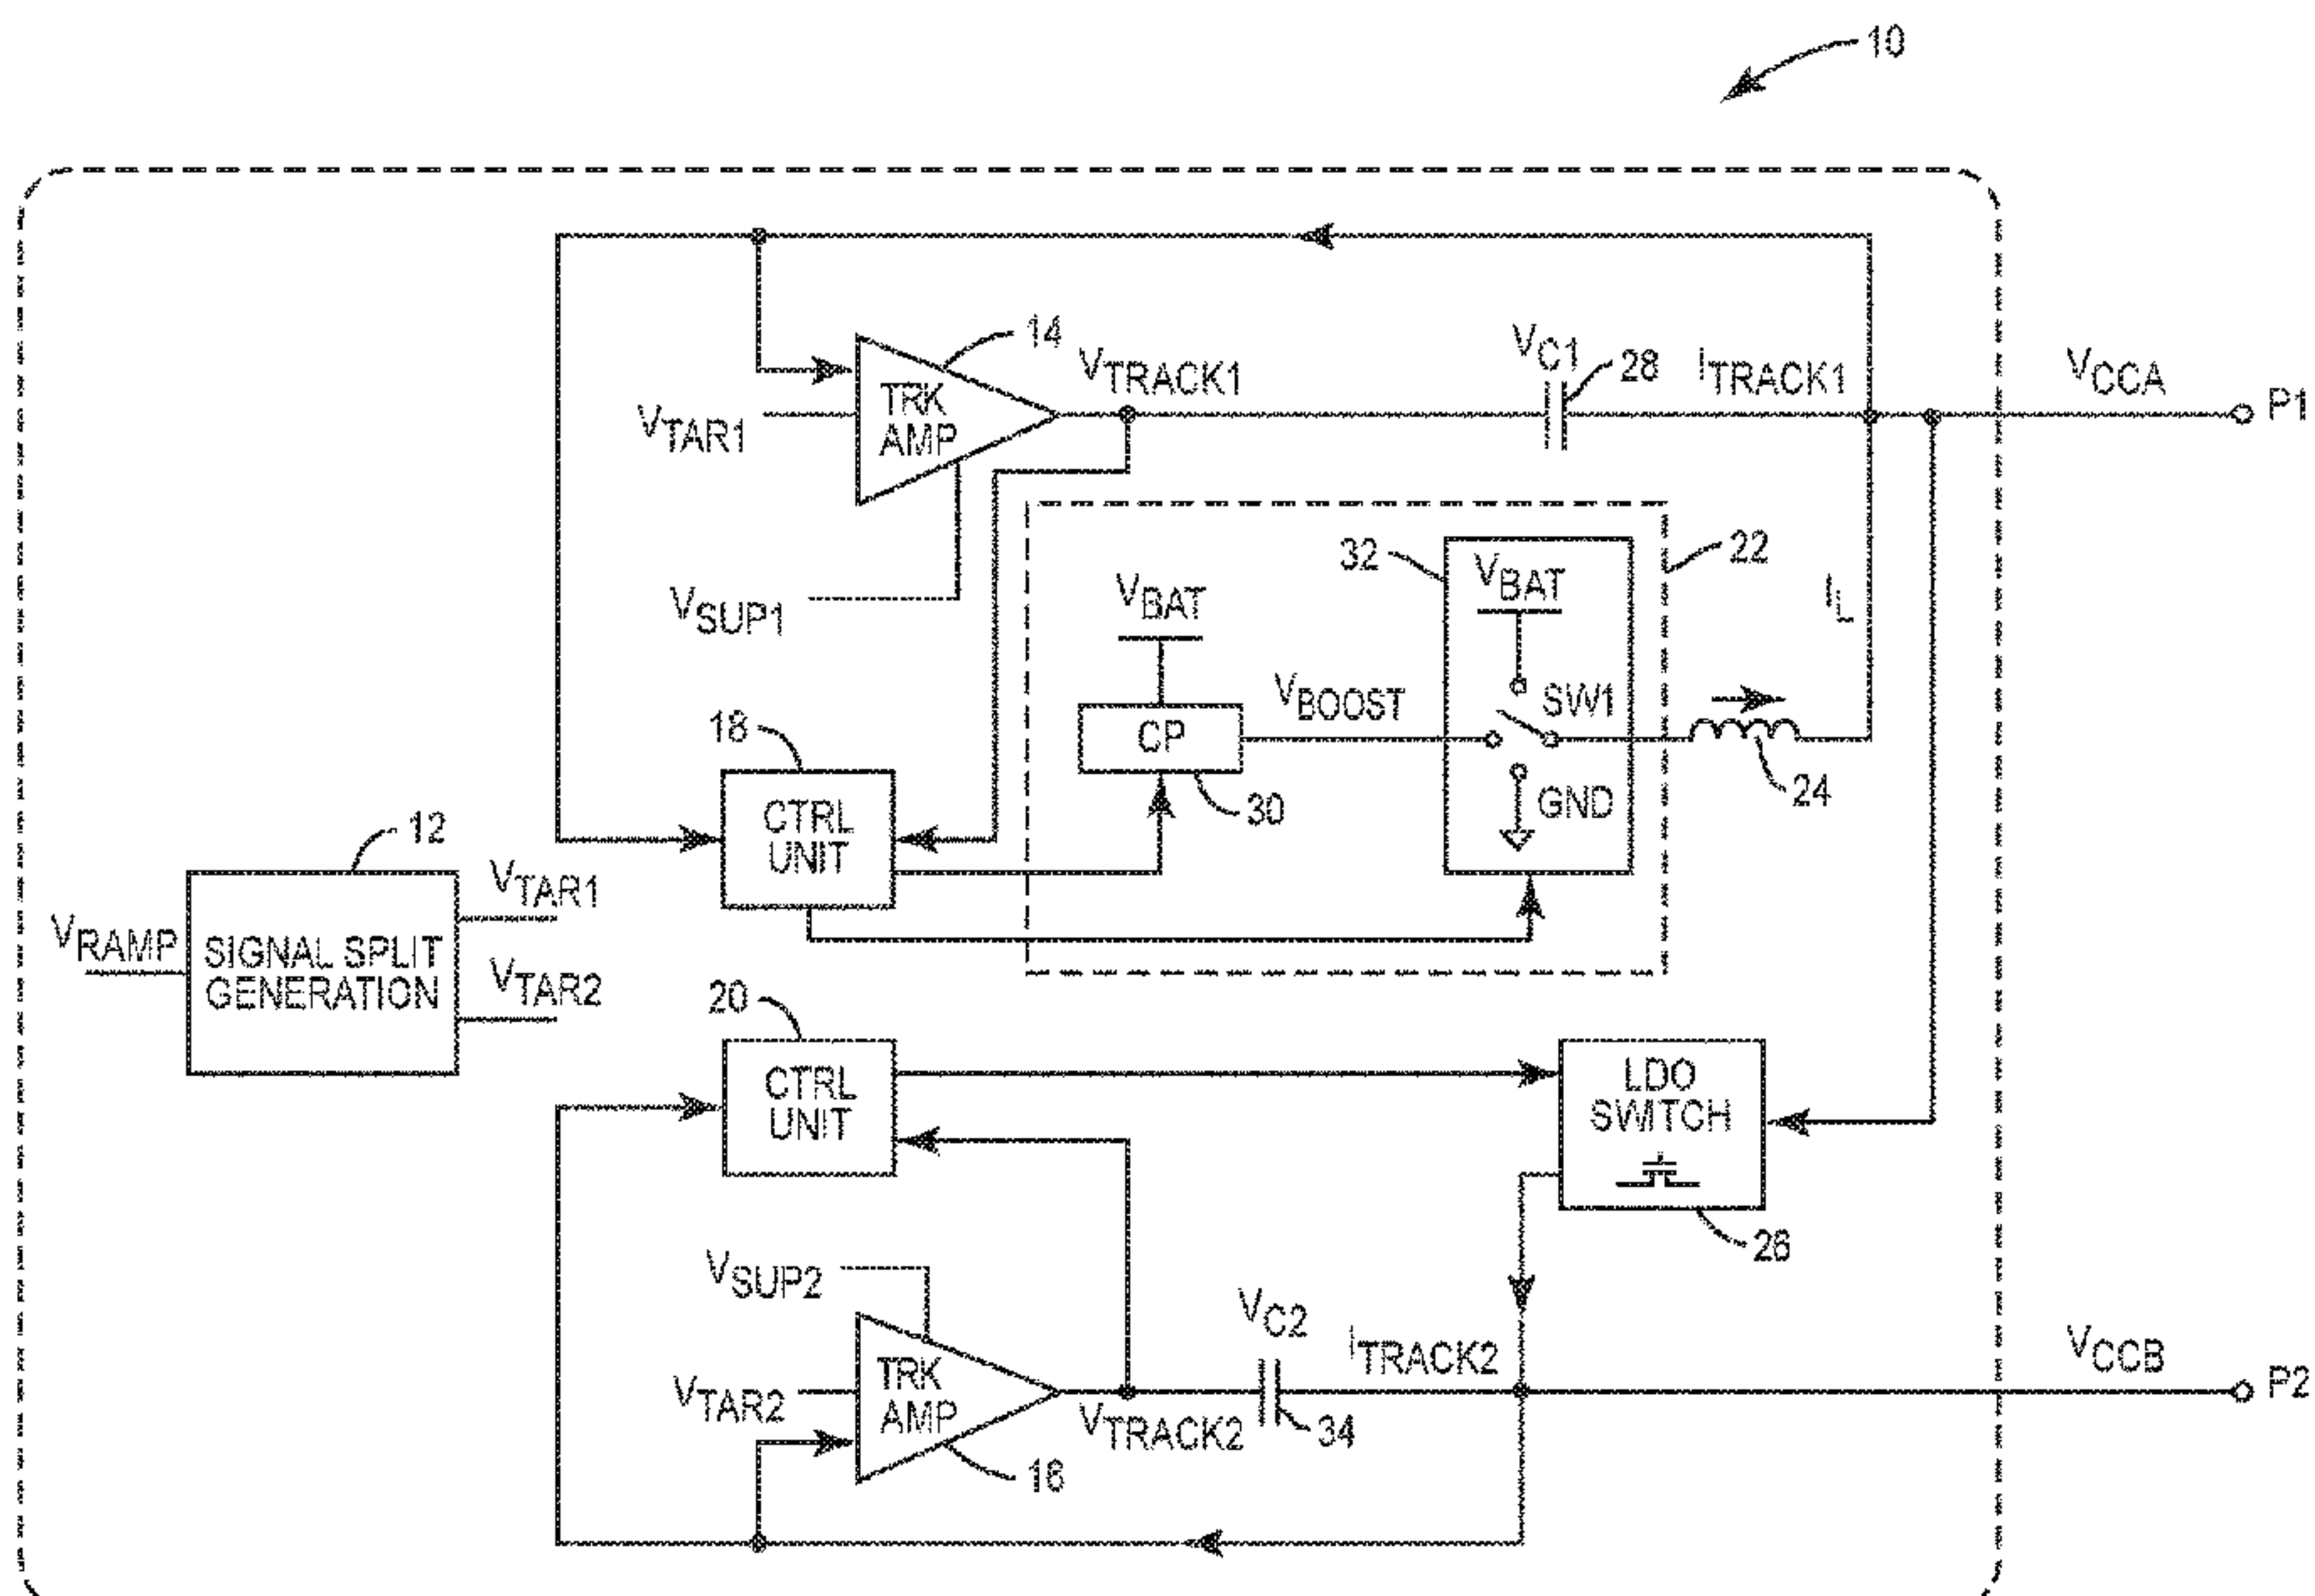 10
14
TRK
AMP
VTRACK1
VC1
28
ITRACK1
VCCA
P1
VTAR1
VSUP1
32
VBAT
22
VBAT
IL
VBOOST
SW1
18
CP
30
GND
24
CTRL
UNIT
12
VTAR1
VRAMP
SIGNAL SPLIT
GENERATION
VTAR2
20
CTRL
UNIT
LDO
SWITCH
26
VSUP2
VC2
ITRACK2
VCCB
P2
VTAR2
TRK
AMP
VTRACK2
34
16